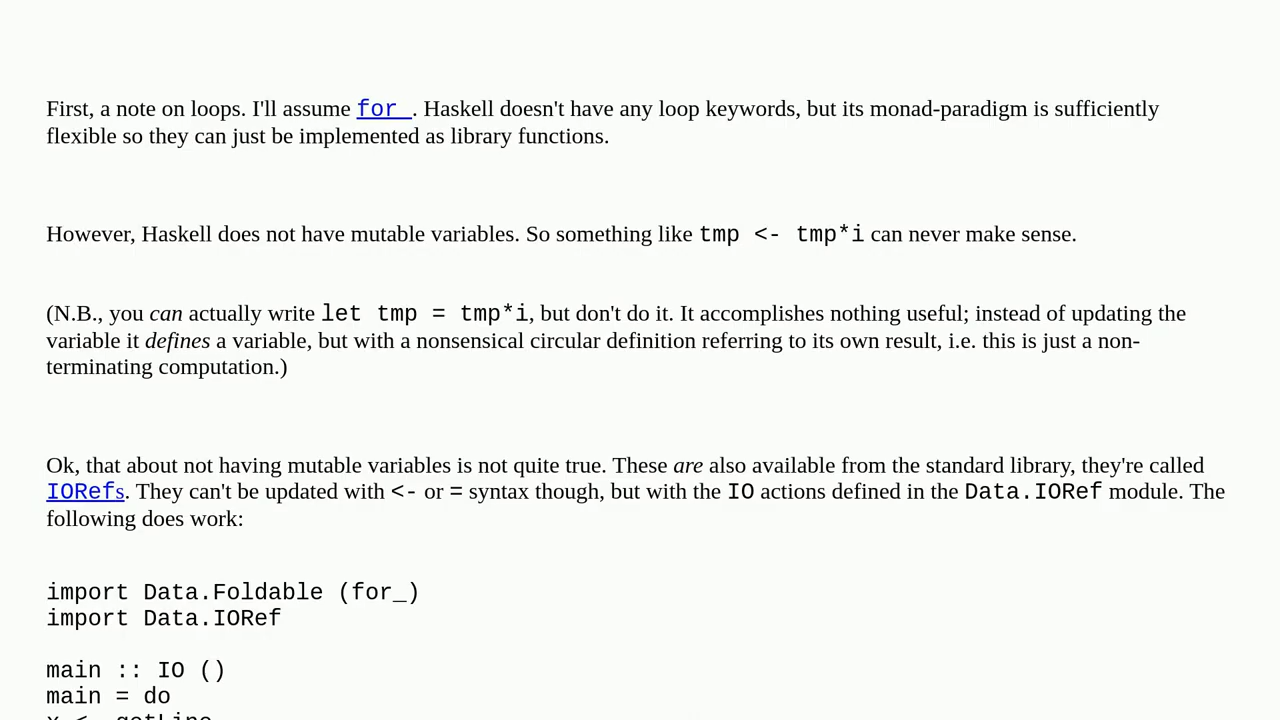 First, a note on loops. I'll assume for_. Haskell doesn't have any loop keywords, but its monad-paradigm is sufficiently
flexible so they can just be implemented as library functions.
However, Haskell does not have mutable variables. So something like tmp <- tmp*i can never make sense.
(N.B., you can actually write let tmp = tmp*i, but don't do it. It accomplishes nothing useful; instead of updating the
variable it defines a variable, but with a nonsensical circular definition referring to its own result, i.e. this is just a non-
terminating computation.)
Ok, that about not having mutable variables is not quite true. These are also available from the standard library, they're called
IORefs. They can't be updated with <- or = syntax though, but with the IO actions defined in the Data.IORef module. The
following does work:
import Data.Foldable (for_)
import Data.IORef
main :: IO ()
main = do
x <- getLine